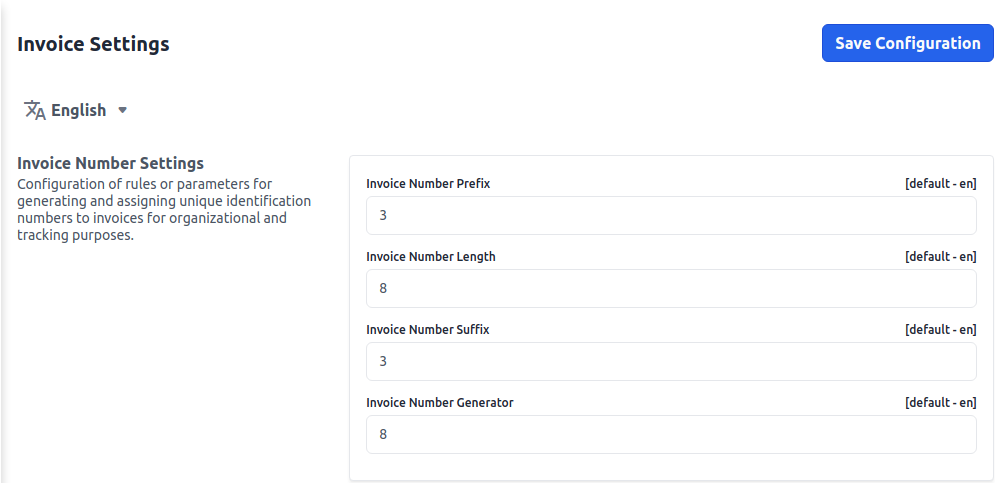 Invoice Settings
Save Configuration
English
Invoice Number Settings
Configuration of rules or parameters for
generating and assigning unique identification
numbers to invoices for organizational and
tracking purposes.
Invoice Number Prefix [default - en]
3
Invoice Number Length [default - en]
8
Invoice Number Suffix [default - en]
3
Invoice Number Generator [default - en]
8